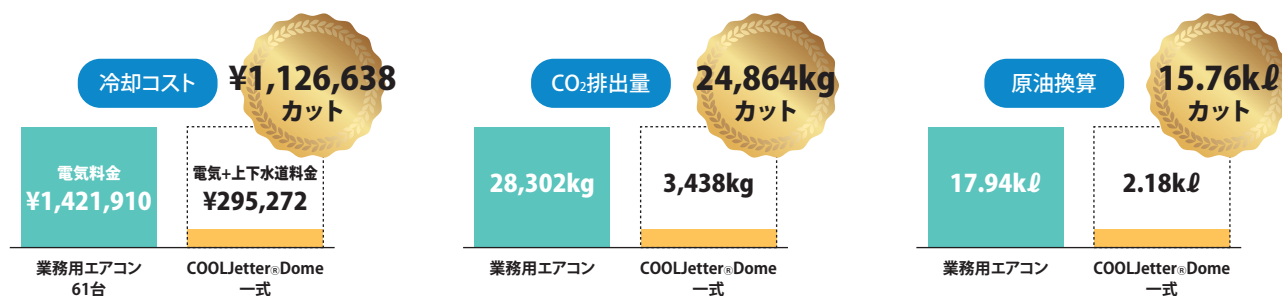 冷却コスト
¥1,126,638
カット
電気料金
¥1,421,910
電気+上下水道料金
¥295,272
業務用エアコン
61台
COOLJetter®Dome
一式
CO₂排出量
24,864kg
カット
28,302kg
3,438kg
業務用エアコン
COOLJetter®Dome
一式
原油換算
15.76kℓ
カット
17.94kℓ
2.18kℓ
業務用エアコン
COOLJetter®Dome
一式